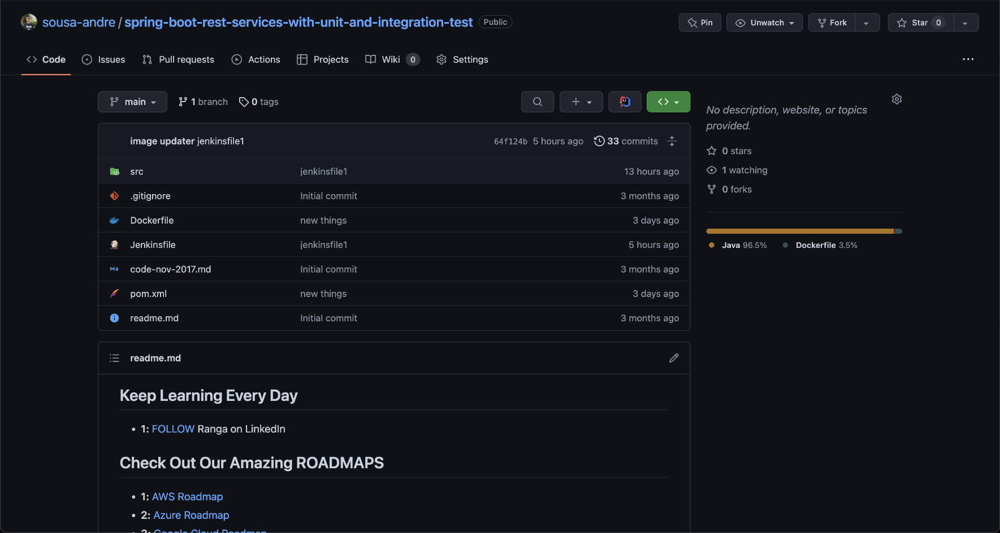 sousa-andre / spring-boot-rest-services-with-unit-and-integration-test Public Pin Unwatch Fork Star 0
Code Issues Pull requests Actions Projects Wiki 0 Settings
main 1 branch 0 tags
No description, website, or topics provided.
image updater jenkinsfile1 64f124b 5 hours ago 33 commits
0 stars
src jenkinsfile1 13 hours ago
1 watching
.gitignore Initial commit 3 months ago
0 forks
Dockerfile new things 3 days ago
Jenkinsfile jenkinsfile1 5 hours ago
Java 96.5% Dockerfile 3.5%
code-nov-2017.md Initial commit 3 months ago
pom.xml new things 3 days ago
readme.md Initial commit 3 months ago
readme.md
Keep Learning Every Day
• 1: FOLLOW Ranga on LinkedIn
Check Out Our Amazing ROADMAPS
• 1: AWS Roadmap
• 2: Azure Roadmap
• 3: Google Cloud Roadmap